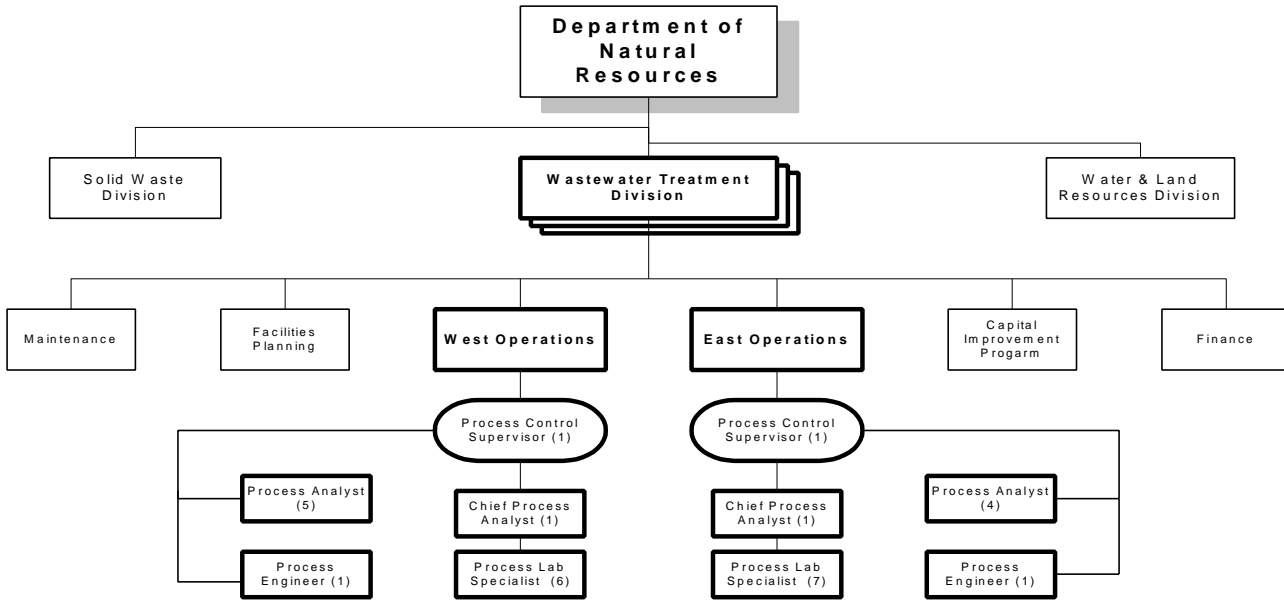 Department of
Natural
Resources
Solid Waste
Division
Wastewater Treatment
Division
Water & Land
Resources Division
Maintenance
Facilities
Planning
West Operations
East Operations
Capital
Improvement
Progarm
Finance
Process Control
Supervisor (1)
Process Control
Supervisor (1)
Process Analyst
(5)
Chief Process
Analyst (1)
Chief Process
Analyst (1)
Process Analyst
(4)
Process
Engineer (1)
Process Lab
Specialist (6)
Process Lab
Specialist (7)
Process
Engineer (1)